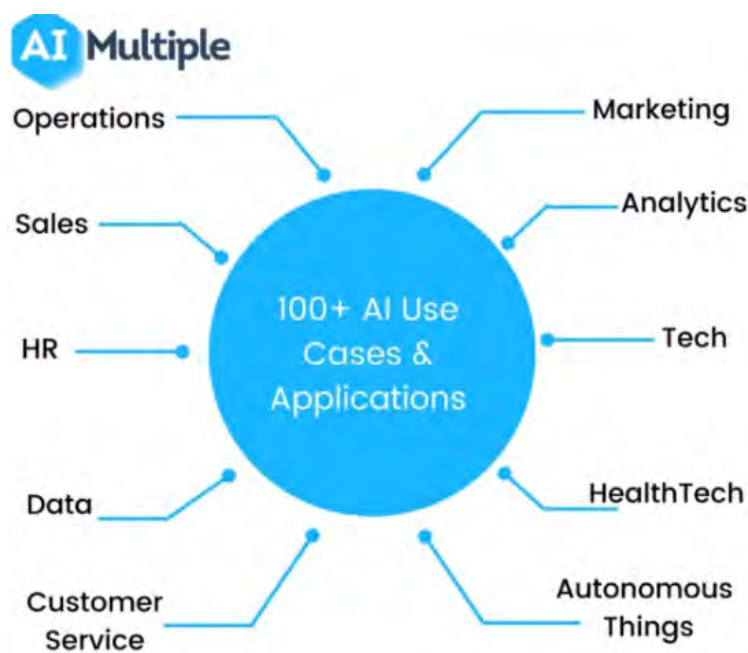 AI Multiple
Operations
Marketing
Sales
Analytics
100+ AI Use
Cases &
Applications
HR
Tech
Data
HealthTech
Customer
Service
Autonomous
Things